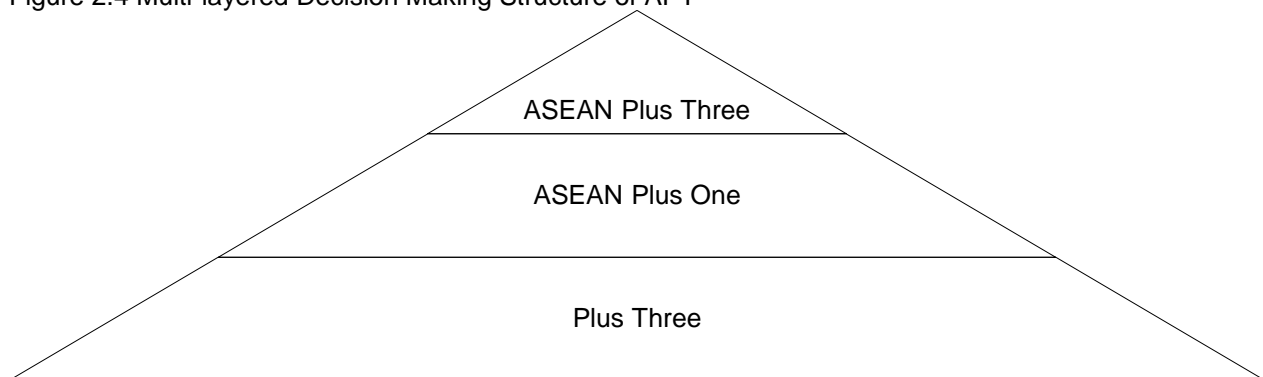 Figure 2.4 Multi-layered Decision Making Structure of APT
ASEAN Plus Three
ASEAN Plus One
Plus Three